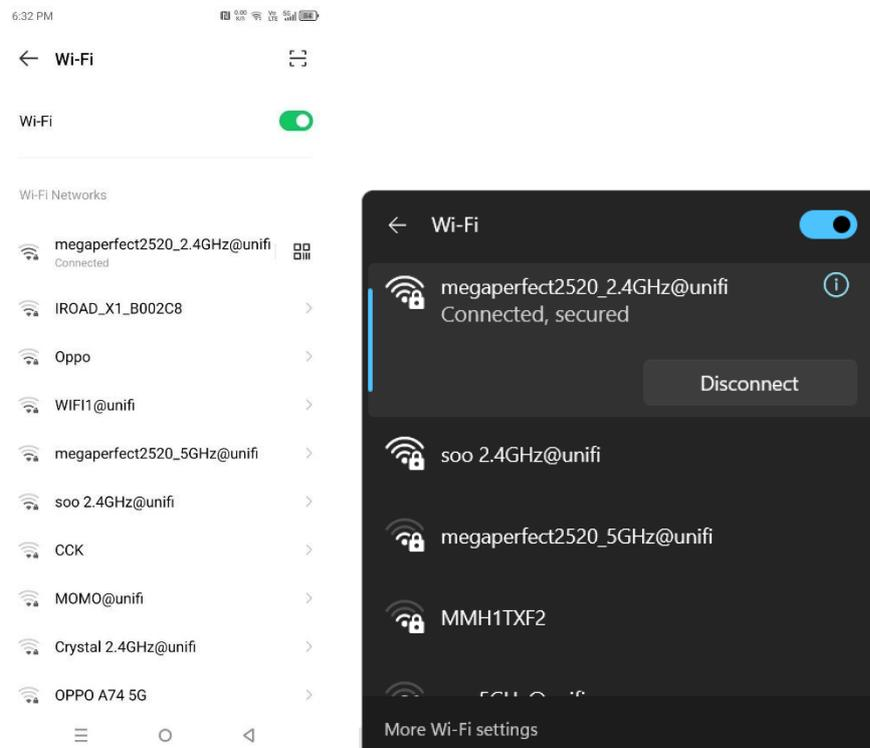 6:32 PM
Wi-Fi
Wi-Fi
Wi-Fi Networks
megaperfect2520_2.4GHz@unifi
Connected
IROAD_X1_B002C8
Oppo
WIFI1@unifi
megaperfect2520_5GHz@unifi
soo 2.4GHz@unifi
CCK
MOMO@unifi
Crystal 2.4GHz@unifi
OPPO A74 5G
Wi-Fi
megaperfect2520_2.4GHz@unifi
Connected, secured
Disconnect
soo 2.4GHz@unifi
megaperfect2520_5GHz@unifi
MMH1TXF2
More Wi-Fi settings